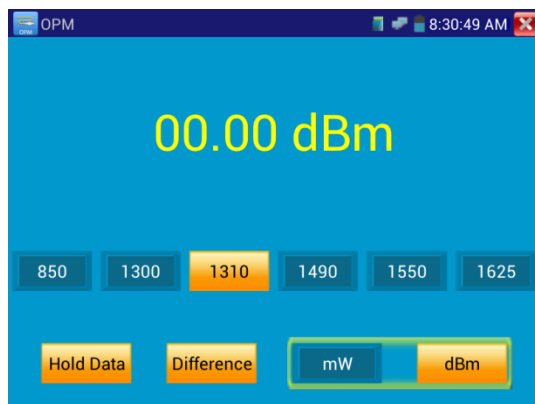 OPM
OPM 8:30:49 AM
00.00 dBm
850 1300 1310 1490 1550 1625
Hold Data Difference mW dBm